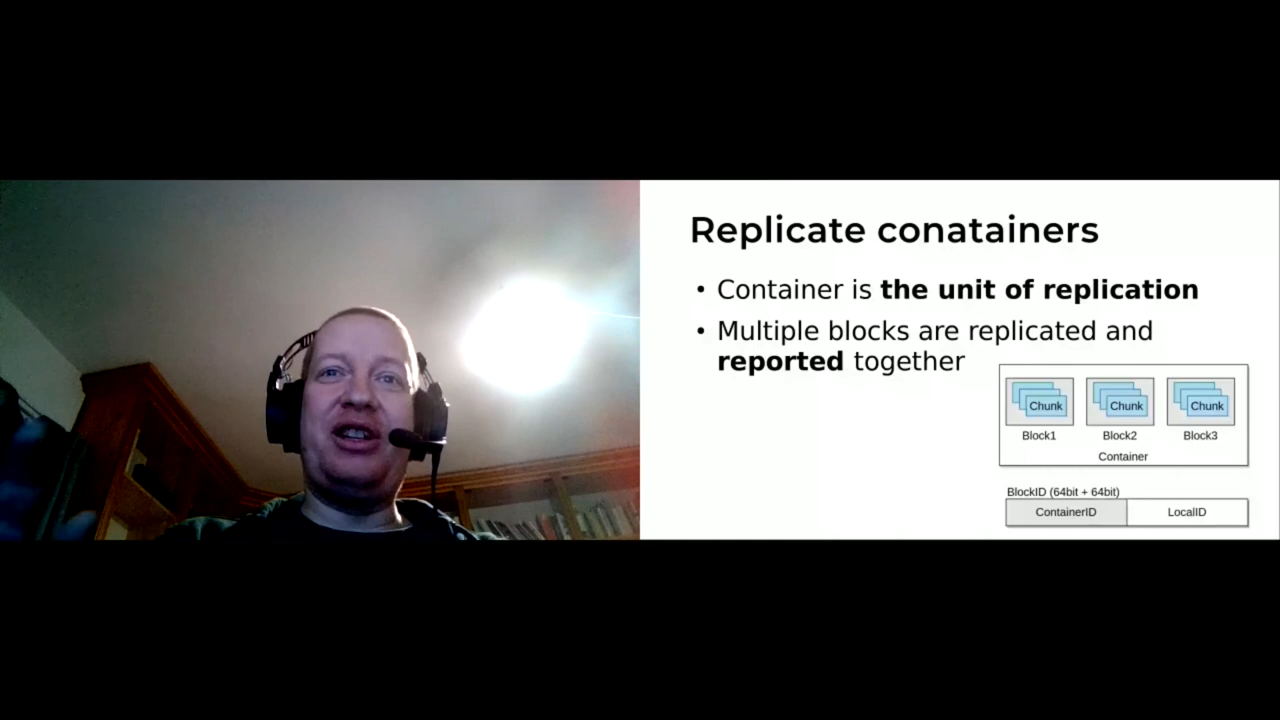 Replicate conatainers
• Container is the unit of replication
• Multiple blocks are replicated and
reported together
Chunk Chunk Chunk
Block1 Block2 Block3
Container
BlockID (64bit + 64bit)
ContainerID LocalID